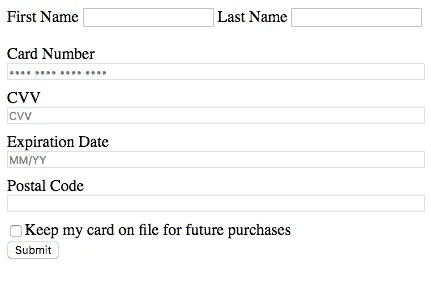 First Name Last Name
Card Number
•••• •••• •••• ••••
CVV
CVV
Expiration Date
MM/YY
Postal Code
Keep my card on file for future purchases
Submit